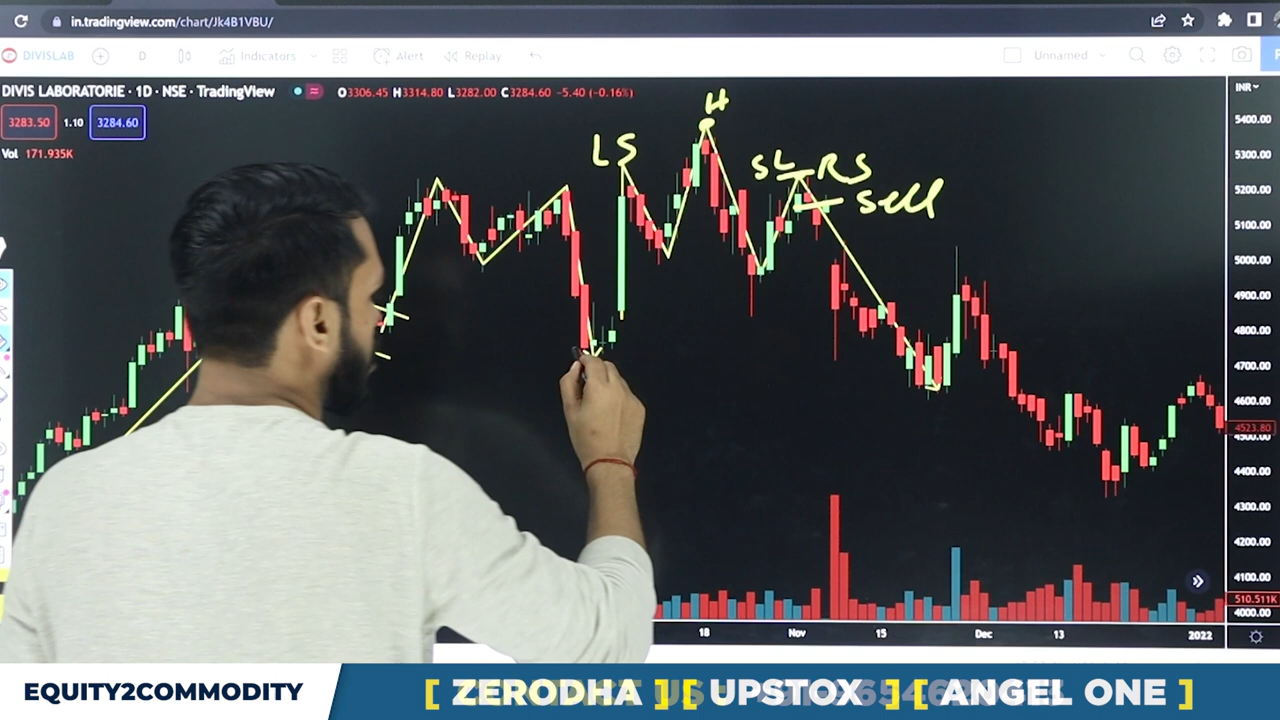 in.tradingview.com/chart/Jk4B1VBU/
DIVISLAB D Indicators Alert Replay Unnamed
DIVIS LABORATORIE · 1D · NSE · TradingView O3306.45 H3314.80 L3282.00 C3284.60 -5.40 (-0.16%) INR
3283.50 1.10 3284.60
Vol 171.935K
H
LS
SL RS
Sell
5400.00
5300.00
5200.00
5100.00
5000.00
4900.00
4800.00
4700.00
4600.00
4523.80
4500.00
4400.00
4300.00
4200.00
4100.00
510.511K
4000.00
18 Nov 15 Dec 13 2022
EQUITY2COMMODITY [ ZERODHA ] [ UPSTOX ] [ ANGEL ONE ]